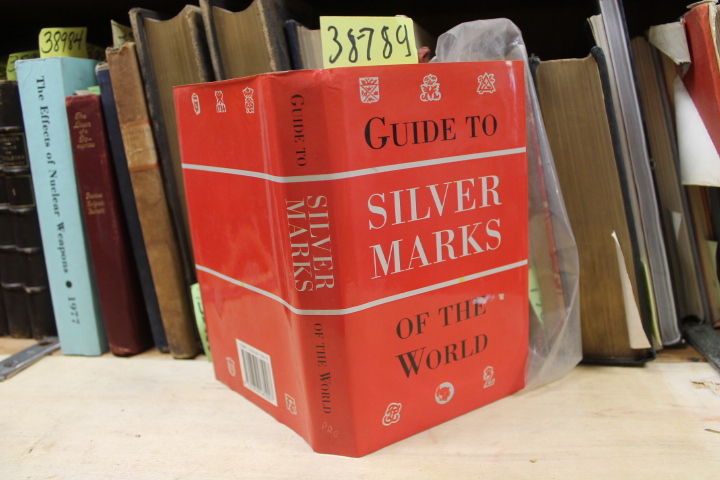 38984
38789
The Effects of Nuclear Weapons • 1977
GUIDE TO
SILVER
MARKS
OF THE WORLD
GUIDE TO
SILVER
MARKS
OF THE
WORLD